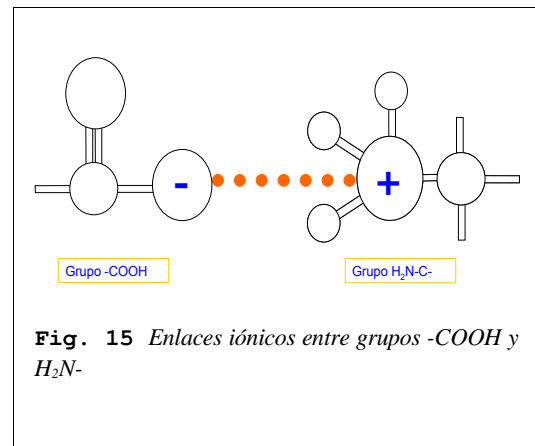 - +
Grupo -COOH Grupo H₂N-C-
Fig. 15 Enlaces iónicos entre grupos -COOH y
H₂N-